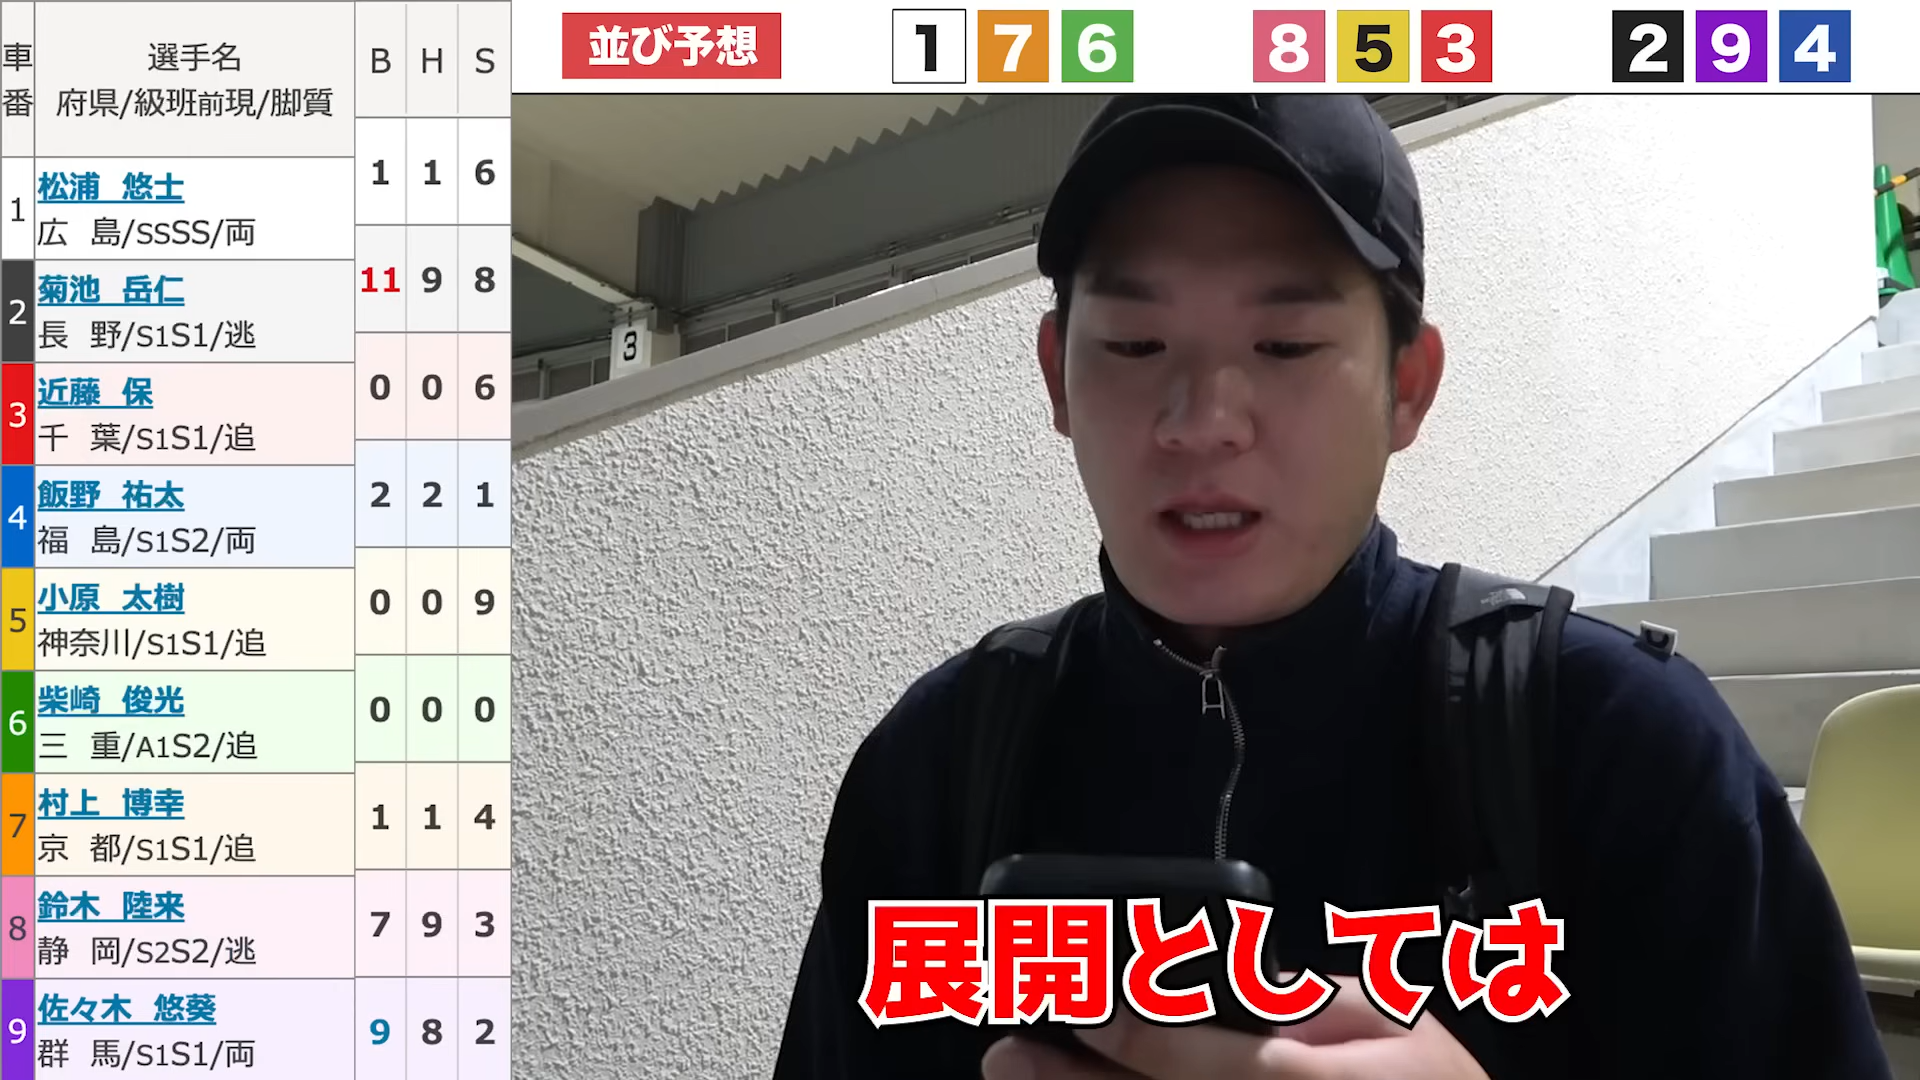 車番 選手名 府県/級班前現/脚質 B H S
1 松浦 悠士 1 1 6
広 島/SSSS/両
2 菊池 岳仁 11 9 8
長 野/S1S1/逃
3 近藤 保 0 0 6
千 葉/S1S1/追
4 飯野 祐太 2 2 1
福 島/S1S2/両
5 小原 太樹 0 0 9
神奈川/S1S1/追
6 柴崎 俊光 0 0 0
三 重/A1S2/追
7 村上 博幸 1 1 4
京 都/S1S1/追
8 鈴木 陸来 7 9 3
静 岡/S2S2/逃
9 佐々木 悠葵 9 8 2
群 馬/S1S1/両
並び予想 1 7 6 8 5 3 2 9 4
3
展開としては